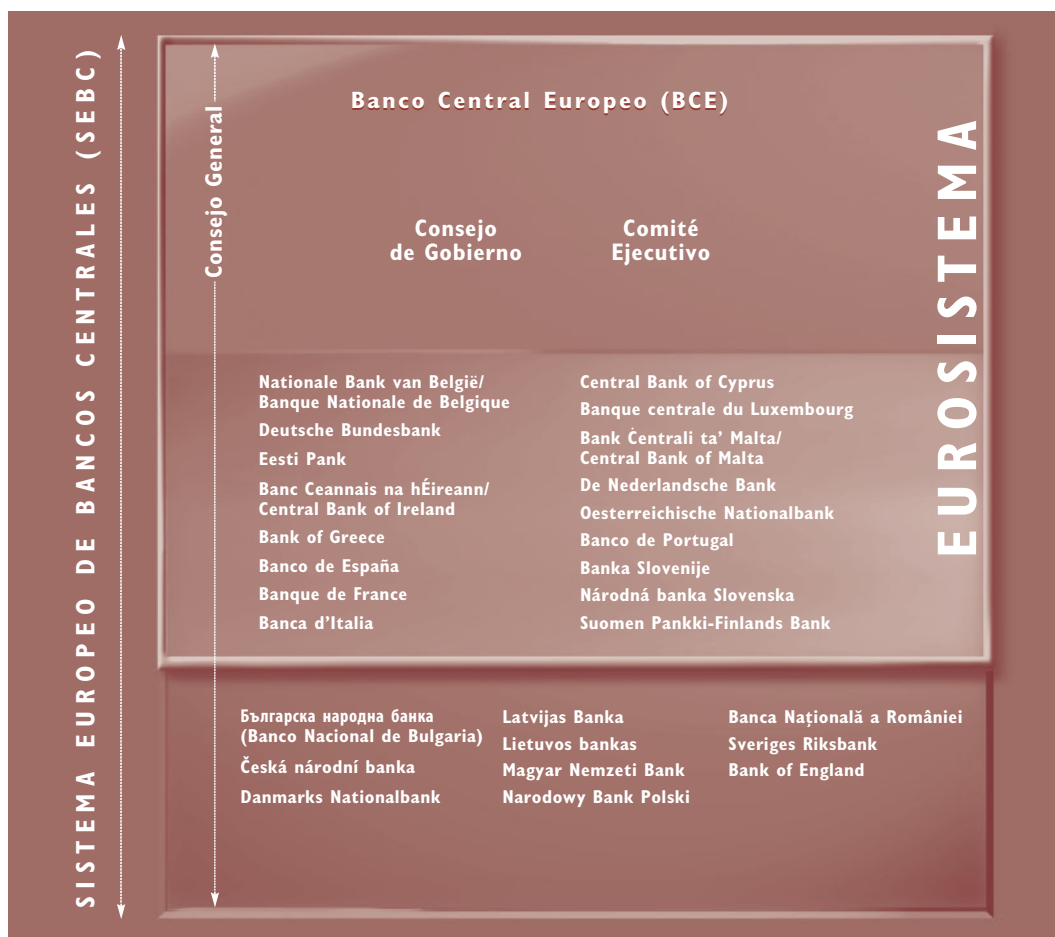 SISTEMA EUROPEO DE BANCOS CENTRALES (SEBC)
Consejo General
Banco Central Europeo (BCE)
Consejo
de Gobierno
Comité
Ejecutivo
EUROSISTEMA
Nationale Bank van België/
Banque Nationale de Belgique
Deutsche Bundesbank
Eesti Pank
Banc Ceannais na hÉireann/
Central Bank of Ireland
Bank of Greece
Banco de España
Banque de France
Banca d'Italia
Central Bank of Cyprus
Banque centrale du Luxembourg
Bank Ċentrali ta' Malta/
Central Bank of Malta
De Nederlandsche Bank
Oesterreichische Nationalbank
Banco de Portugal
Banka Slovenije
Národná banka Slovenska
Suomen Pankki-Finlands Bank
Българска народна банка
(Banco Nacional de Bulgaria)
Česká národní banka
Danmarks Nationalbank
Latvijas Banka
Lietuvos bankas
Magyar Nemzeti Bank
Narodowy Bank Polski
Banca Națională a României
Sveriges Riksbank
Bank of England